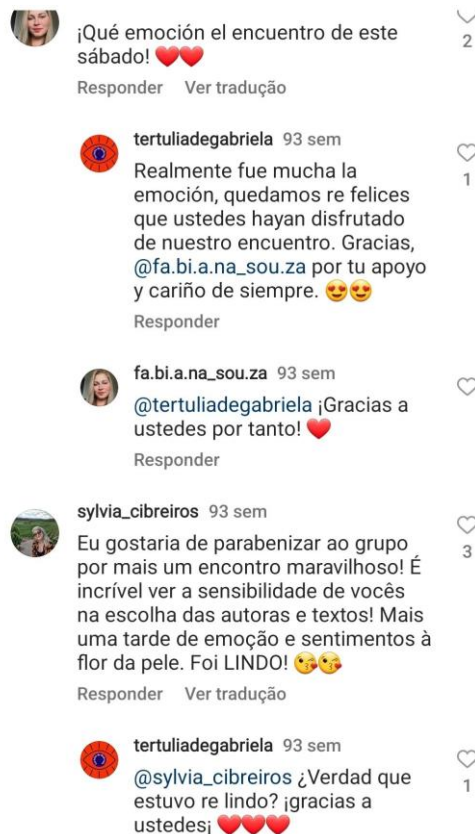 ¡Qué emoción el encuentro de este
sábado! ❤️❤️
2
Responder Ver tradução
tertuliadegabriela 93 sem
Realmente fue mucha la
emoción, quedamos re felices
que ustedes hayan disfrutado
de nuestro encuentro. Gracias,
@fa.bi.a.na_sou.za por tu apoyo
y cariño de siempre. 😍😍
1
Responder
fa.bi.a.na_sou.za 93 sem
@tertuliadegabriela ¡Gracias a
ustedes por tanto! ❤️
Responder
sylvia_cibreiros 93 sem
Eu gostaria de parabenizar ao grupo
por mais um encontro maravilhoso! É
incrível ver a sensibilidade de vocês
na escolha das autoras e textos! Mais
uma tarde de emoção e sentimentos à
flor da pele. Foi LINDO! 😘😘
3
Responder Ver tradução
tertuliadegabriela 93 sem
@sylvia_cibreiros ¿Verdad que
estuvo re lindo? ¡gracias a
ustedes¡ ❤️❤️❤️
1